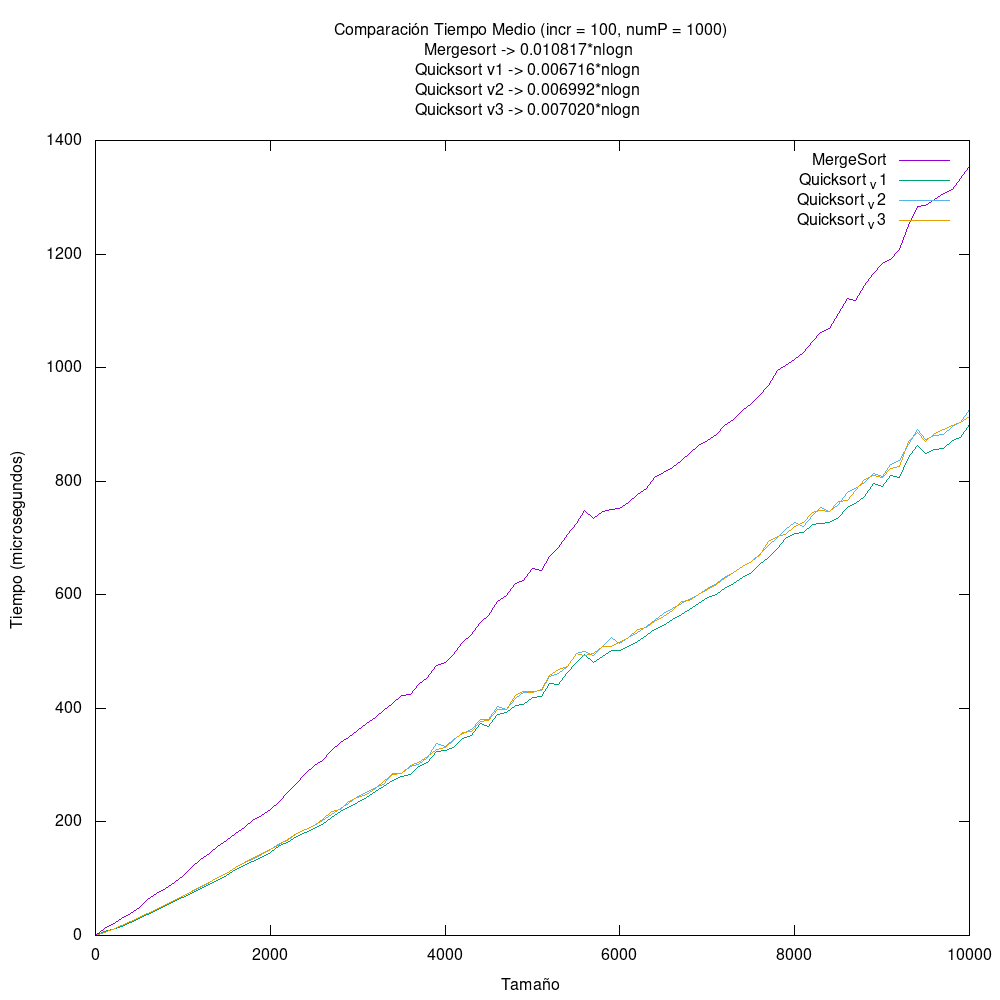 Comparación Tiempo Medio (incr = 100, numP = 1000)
Mergesort -> 0.010817*nlogn
Quicksort v1 -> 0.006716*nlogn
Quicksort v2 -> 0.006992*nlogn
Quicksort v3 -> 0.007020*nlogn
1400
1200
1000
800
600
400
200
0
MergeSort
Quicksort v1
Quicksort v2
Quicksort v3
Tiempo (microsegundos)
0 2000 4000 6000 8000 10000
Tamaño